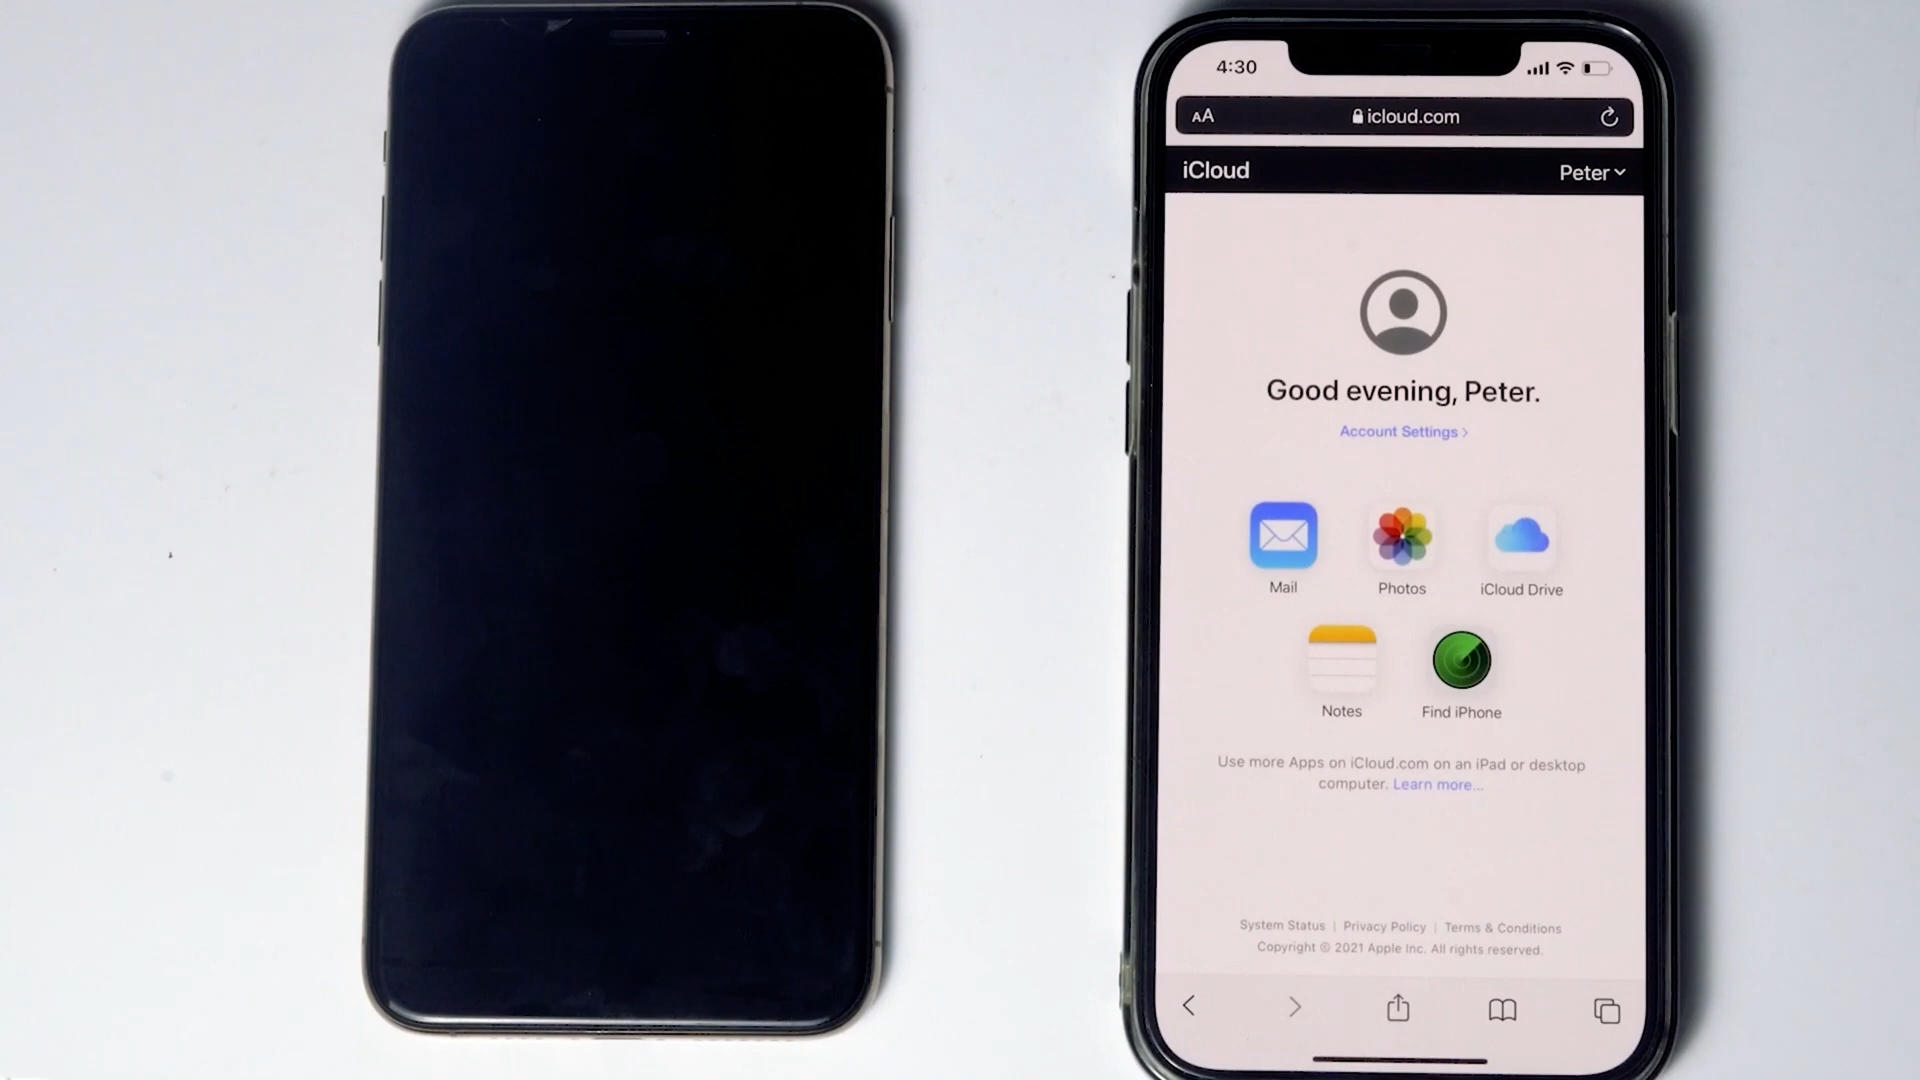 4:30
AA icloud.com
iCloud Peter
Good evening, Peter.
Account Settings >
Mail Photos iCloud Drive
Notes Find iPhone
Use more Apps on iCloud.com on an iPad or desktop
computer. Learn more...
System Status | Privacy Policy | Terms & Conditions
Copyright © 2021 Apple Inc. All rights reserved.